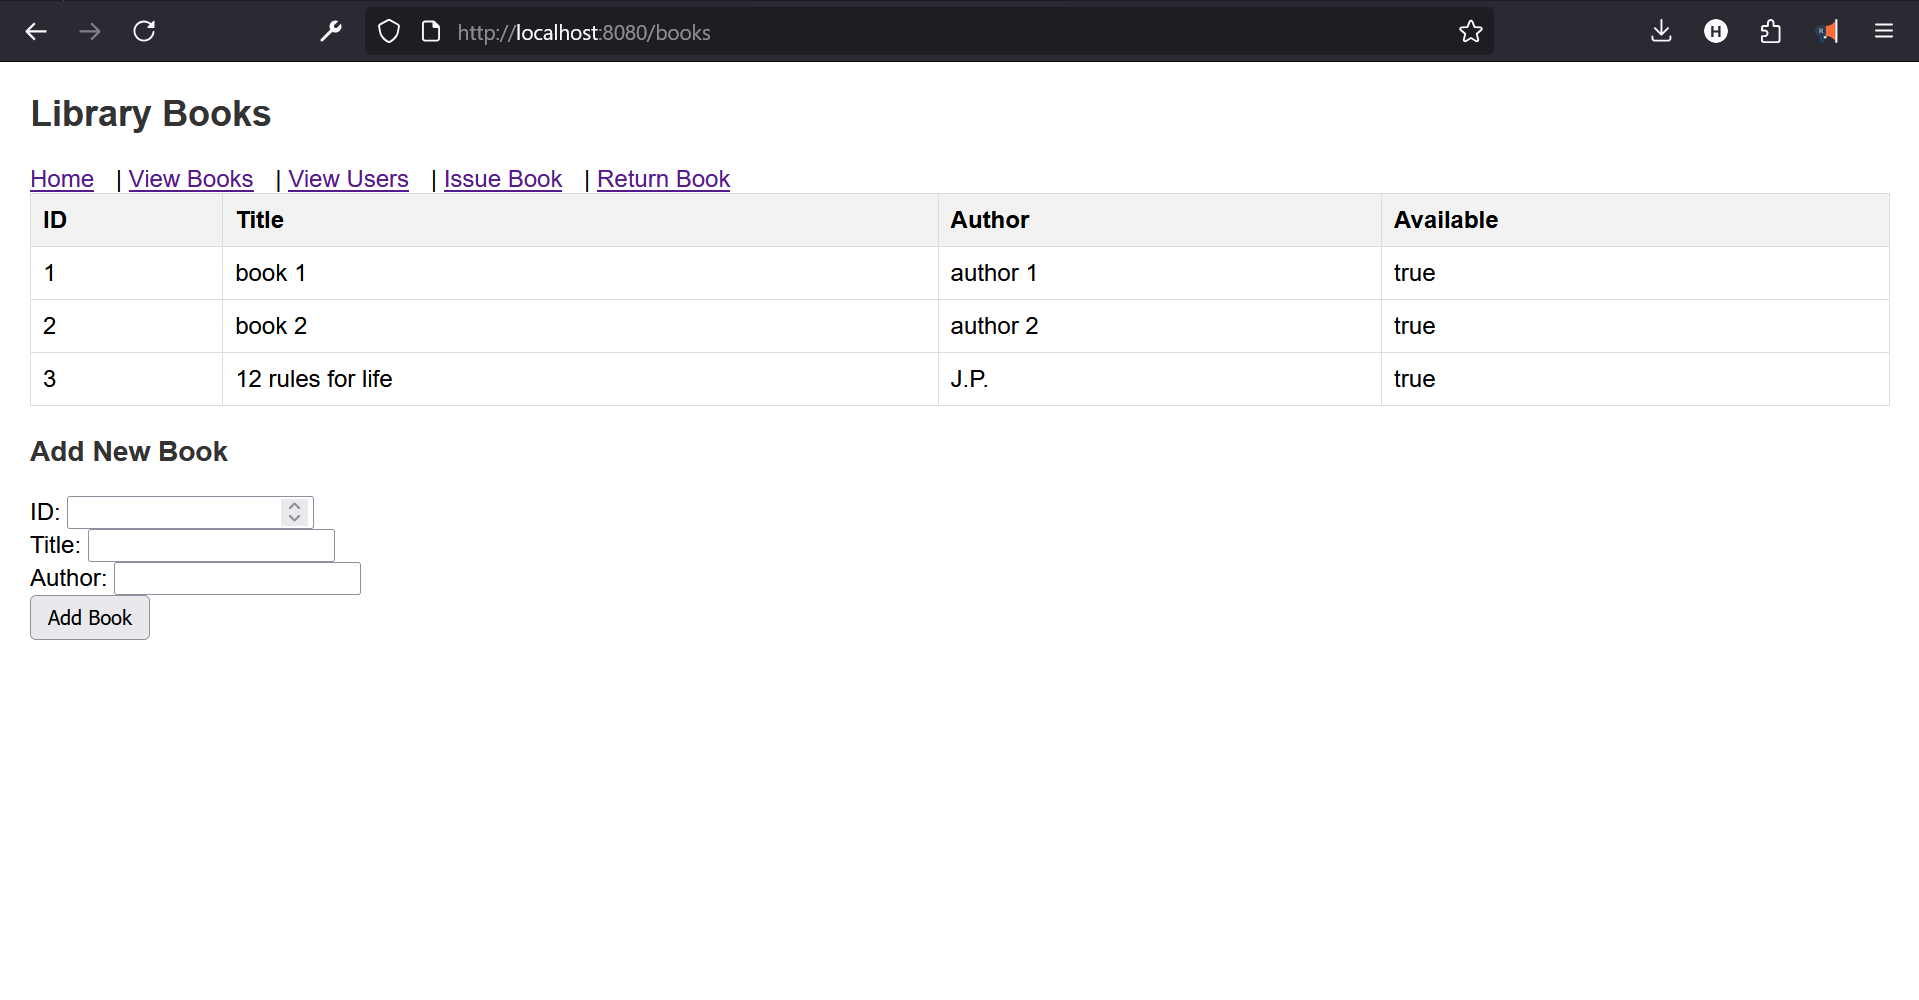 http://localhost:8080/books
H
Library Books
Home | View Books | View Users | Issue Book | Return Book
ID Title Author Available
1 book 1 author 1 true
2 book 2 author 2 true
3 12 rules for life J.P. true
Add New Book
ID:
Title:
Author:
Add Book